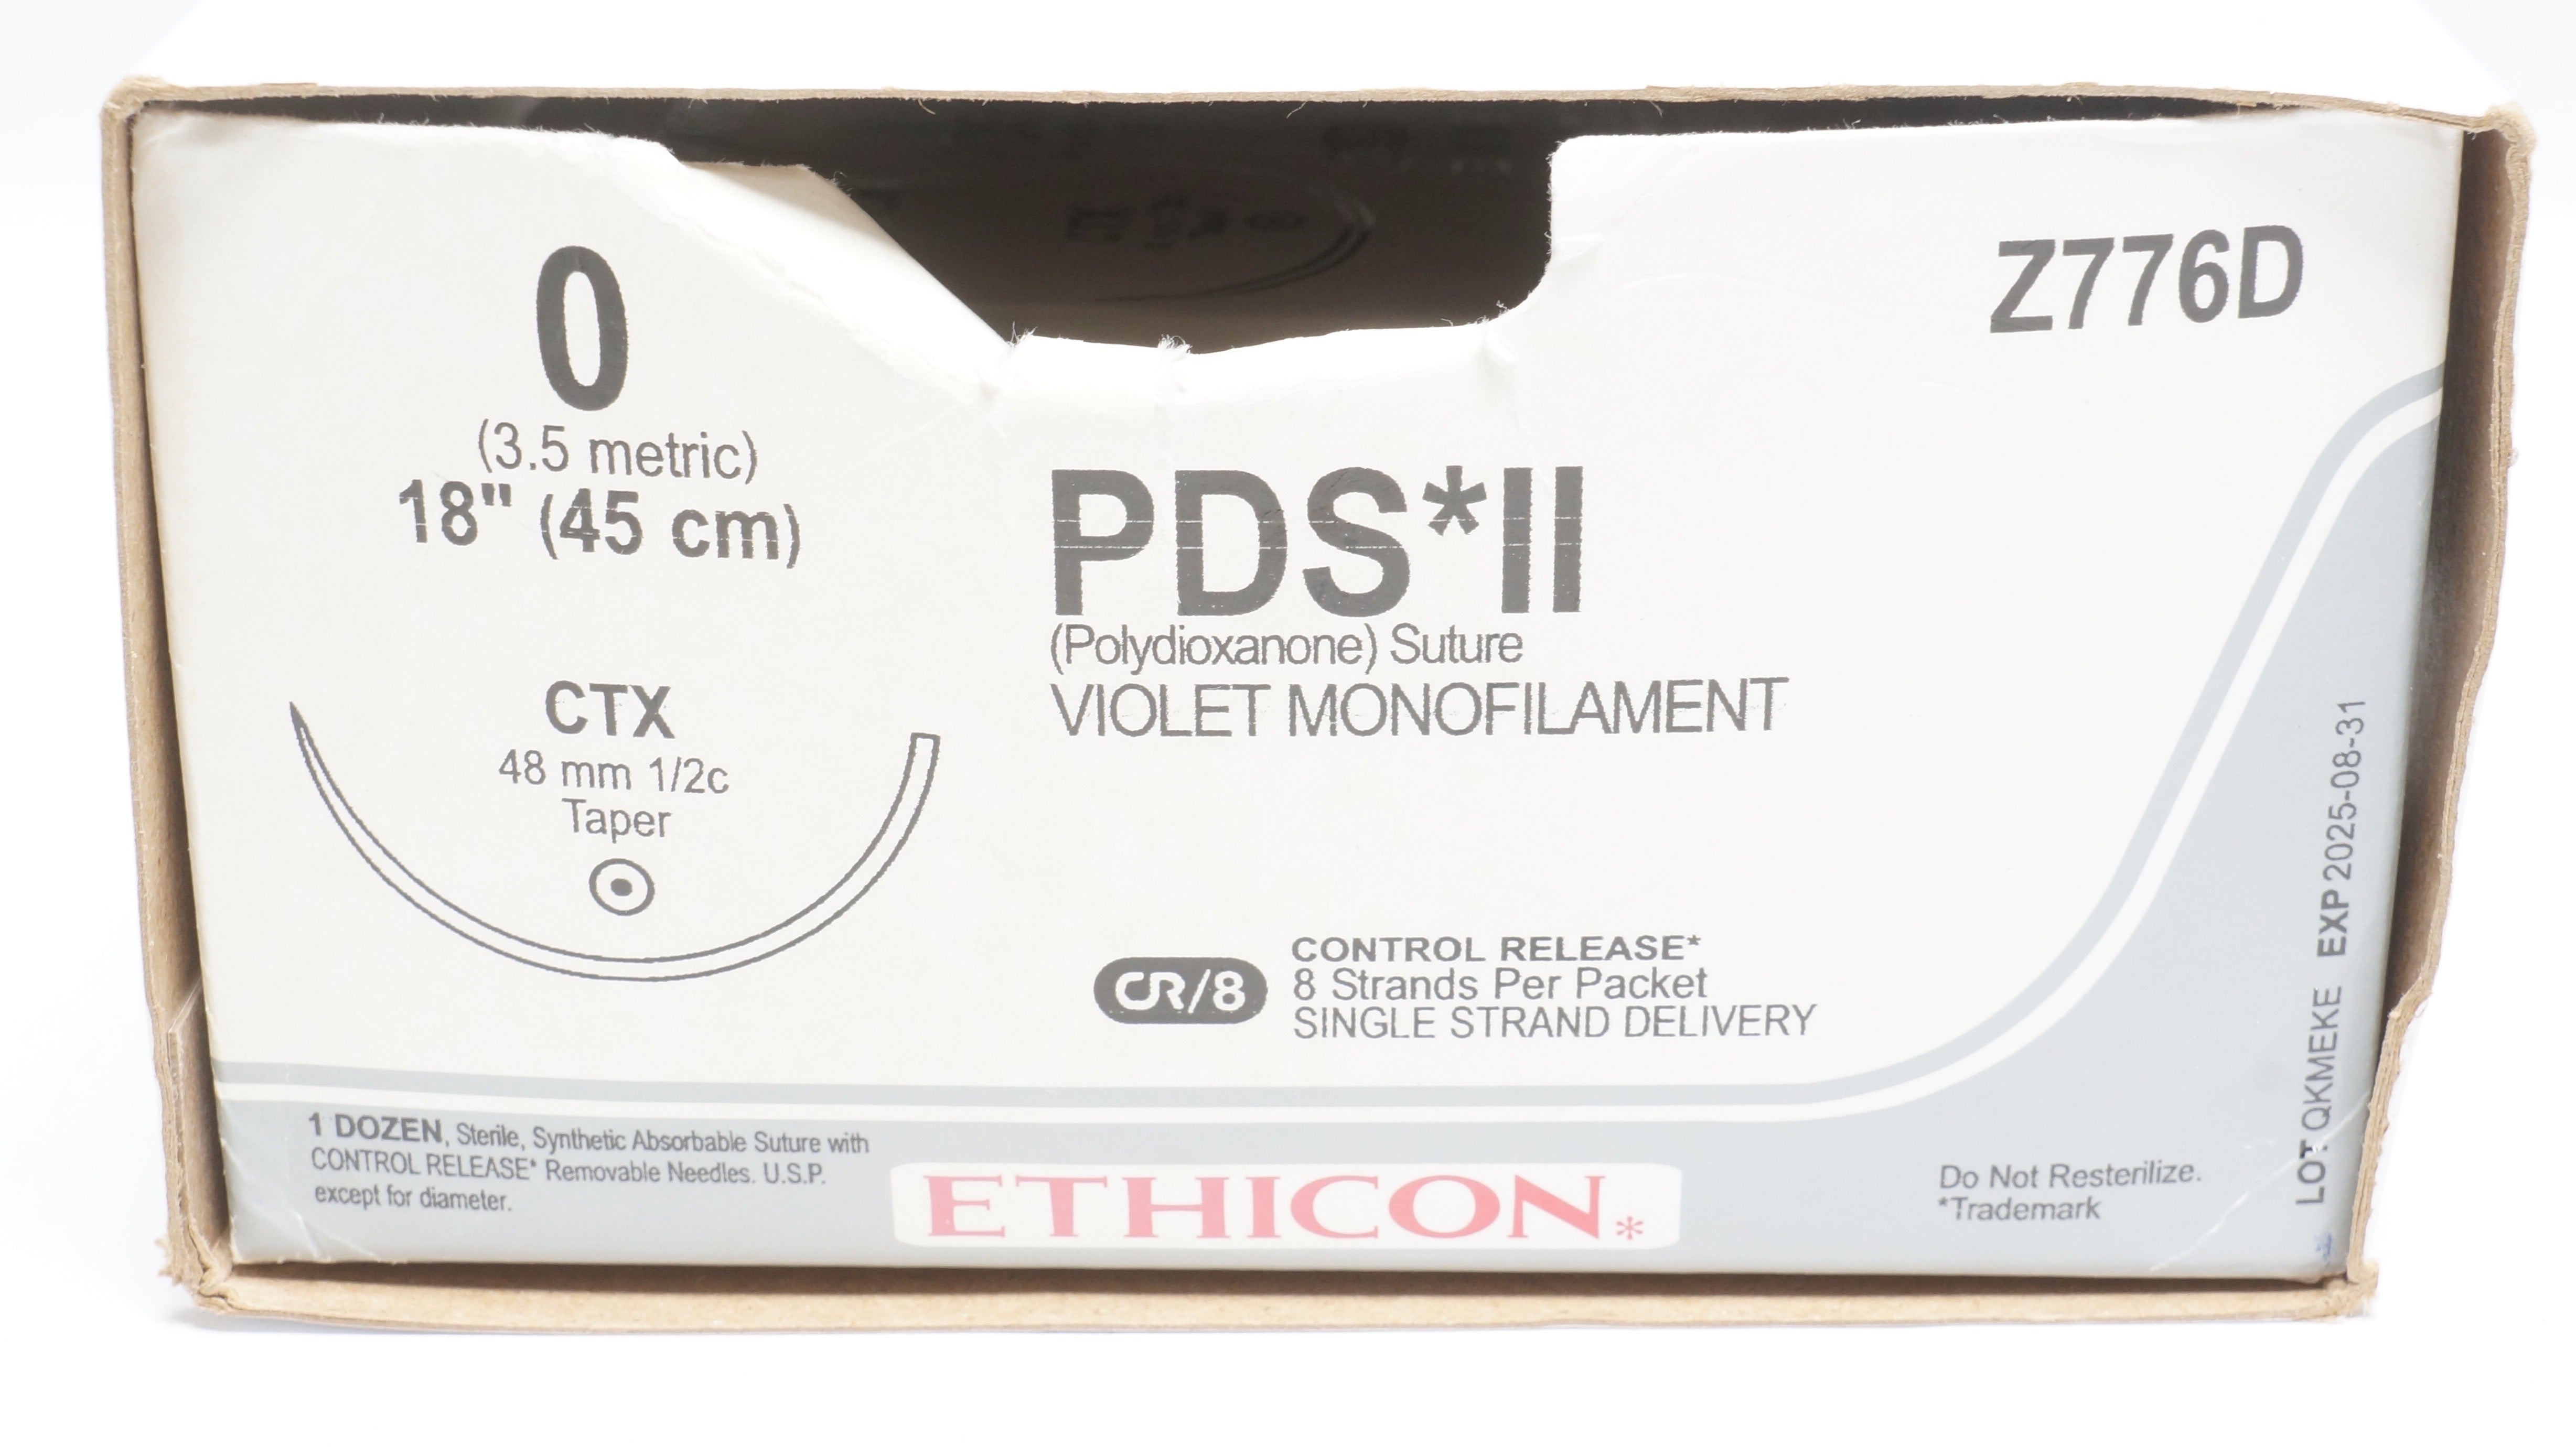 0
(3.5 metric)
18" (45 cm)
CTX
48 mm 1/2c
Taper
Z776D
PDS*II
(Polydioxanone) Suture
VIOLET MONOFILAMENT
CR/8
CONTROL RELEASE*
8 Strands Per Packet
SINGLE STRAND DELIVERY
1 DOZEN, Sterile, Synthetic Absorbable Suture with
CONTROL RELEASE* Removable Needles. U.S.P.
except for diameter.
ETHICON*
Do Not Resterilize.
*Trademark
LOT QKMEKE EXP 2025-08-31